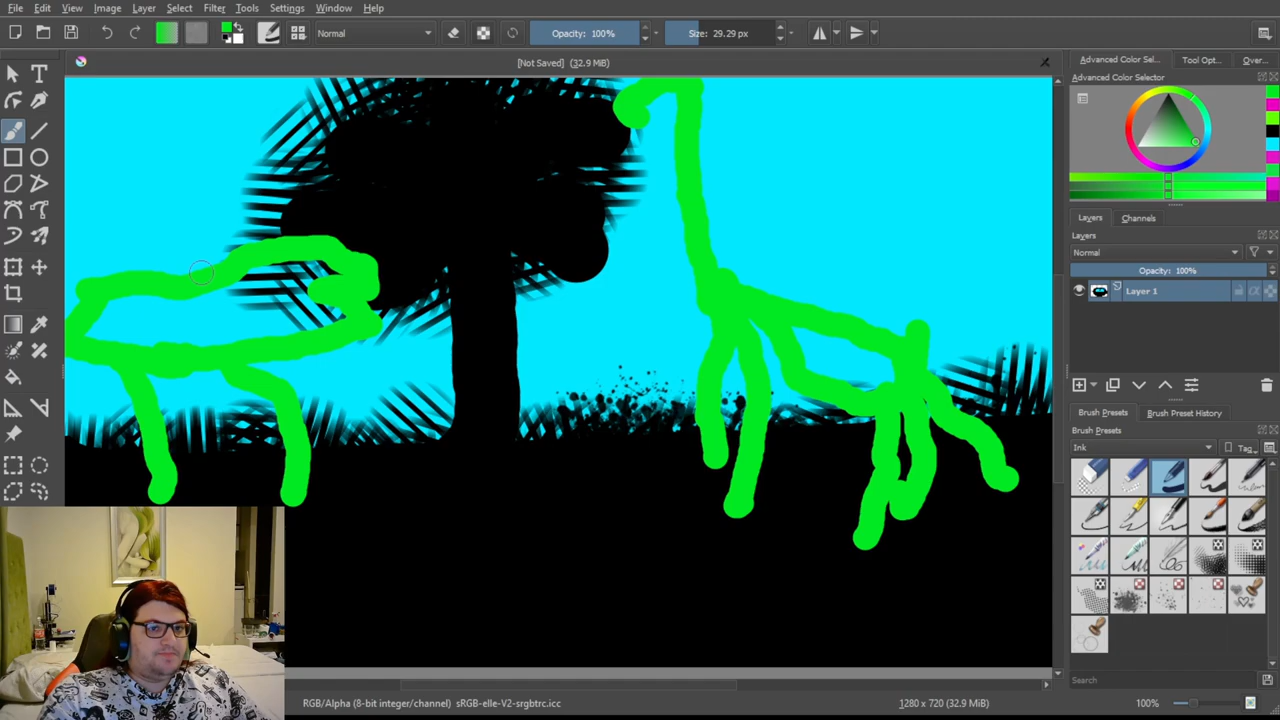 File Edit View Image Layer Select Filter Tools Settings Window Help
Normal Opacity: 100% Size: 29.29 px
[Not Saved] (32.9 MiB)
Advanced Color Sel... Tool Opt... Over...
Advanced Color Selector
Layers Channels
Layers
Normal
Opacity: 100%
Layer 1
Brush Presets Brush Preset History
Brush Presets
Ink Tag
Search
RGB/Alpha (8-bit integer/channel) sRGB-elle-V2-srgbtrc.icc 1280 x 720 (32.9 MiB) 100%